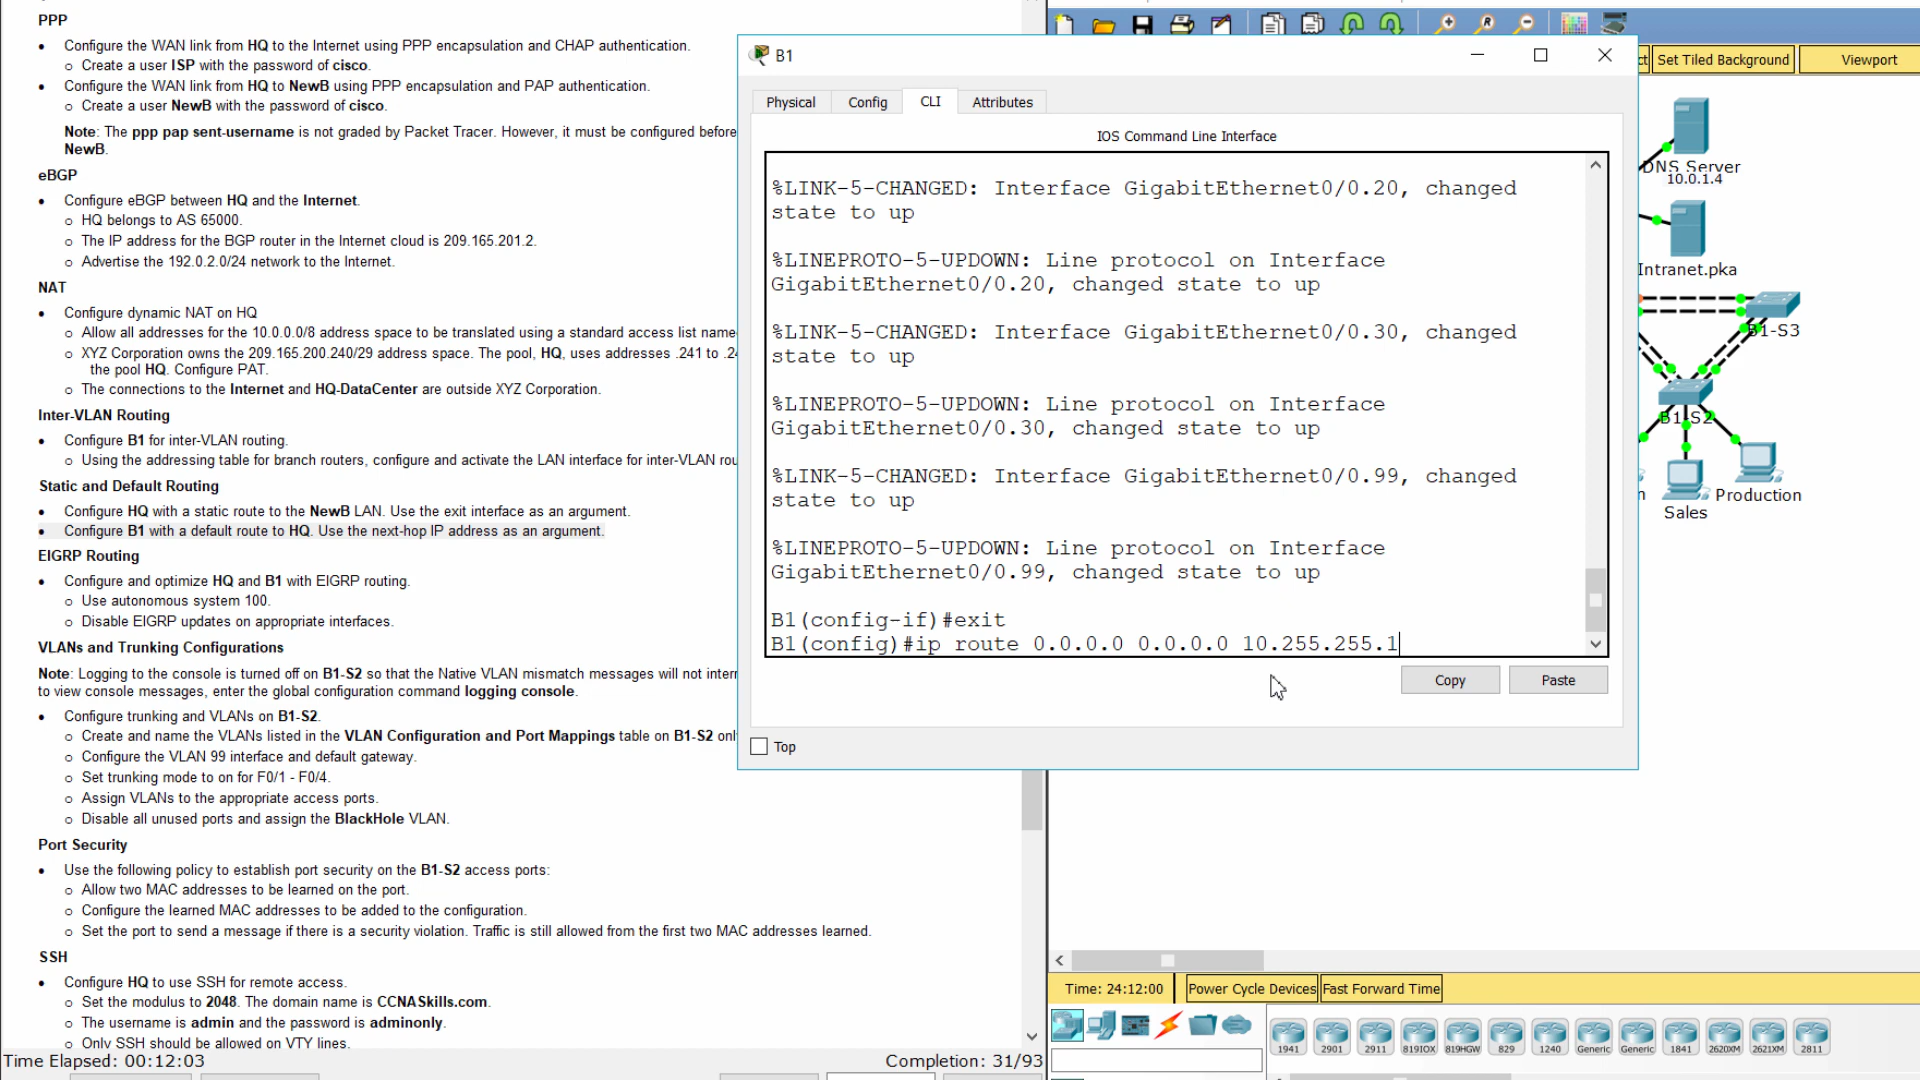 PPP
• Configure the WAN link from HQ to the Internet using PPP encapsulation and CHAP authentication.
o Create a user ISP with the password of cisco.
• Configure the WAN link from HQ to NewB using PPP encapsulation and PAP authentication.
o Create a user NewB with the password of cisco.
Note: The ppp pap sent-username is not graded by Packet Tracer. However, it must be configured before
NewB.
eBGP
• Configure eBGP between HQ and the Internet.
o HQ belongs to AS 65000.
o The IP address for the BGP router in the Internet cloud is 209.165.201.2.
o Advertise the 192.0.2.0/24 network to the Internet.
NAT
• Configure dynamic NAT on HQ
o Allow all addresses for the 10.0.0.0/8 address space to be translated using a standard access list name
o XYZ Corporation owns the 209.165.200.240/29 address space. The pool, HQ, uses addresses .241 to .24
the pool HQ. Configure PAT.
o The connections to the Internet and HQ-DataCenter are outside XYZ Corporation.
Inter-VLAN Routing
• Configure B1 for inter-VLAN routing.
o Using the addressing table for branch routers, configure and activate the LAN interface for inter-VLAN rou
Static and Default Routing
• Configure HQ with a static route to the NewB LAN. Use the exit interface as an argument.
• Configure B1 with a default route to HQ. Use the next-hop IP address as an argument.
EIGRP Routing
• Configure and optimize HQ and B1 with EIGRP routing.
o Use autonomous system 100.
o Disable EIGRP updates on appropriate interfaces.
VLANs and Trunking Configurations
Note: Logging to the console is turned off on B1-S2 so that the Native VLAN mismatch messages will not interr
to view console messages, enter the global configuration command logging console.
• Configure trunking and VLANs on B1-S2.
o Create and name the VLANs listed in the VLAN Configuration and Port Mappings table on B1-S2 onl
o Configure the VLAN 99 interface and default gateway.
o Set trunking mode to on for F0/1 - F0/4.
o Assign VLANs to the appropriate access ports.
o Disable all unused ports and assign the BlackHole VLAN.
Port Security
• Use the following policy to establish port security on the B1-S2 access ports:
o Allow two MAC addresses to be learned on the port.
o Configure the learned MAC addresses to be added to the configuration.
o Set the port to send a message if there is a security violation. Traffic is still allowed from the first two MAC addresses learned.
SSH
• Configure HQ to use SSH for remote access.
o Set the modulus to 2048. The domain name is CCNASkills.com.
o The username is admin and the password is adminonly.
o Only SSH should be allowed on VTY lines.
Time Elapsed: 00:12:03
Completion: 31/93
B1
Physical
Config
CLI
Attributes
IOS Command Line Interface
%LINK-5-CHANGED: Interface GigabitEthernet0/0.20, changed
state to up
%LINEPROTO-5-UPDOWN: Line protocol on Interface
GigabitEthernet0/0.20, changed state to up
%LINK-5-CHANGED: Interface GigabitEthernet0/0.30, changed
state to up
%LINEPROTO-5-UPDOWN: Line protocol on Interface
GigabitEthernet0/0.30, changed state to up
%LINK-5-CHANGED: Interface GigabitEthernet0/0.99, changed
state to up
%LINEPROTO-5-UPDOWN: Line protocol on Interface
GigabitEthernet0/0.99, changed state to up
B1(config-if)#exit
B1(config)#ip route 0.0.0.0 0.0.0.0 10.255.255.1
Copy
Paste
Top
ct
Set Tiled Background
Viewport
DNS Server
10.0.1.4
Intranet.pka
B1-S3
B1-S2
n
Production
Sales
Time: 24:12:00
Power Cycle Devices
Fast Forward Time
1941
2901
2911
819IOX
819HGW
829
1240
Generic
Generic
1841
2620XM
2621XM
2811